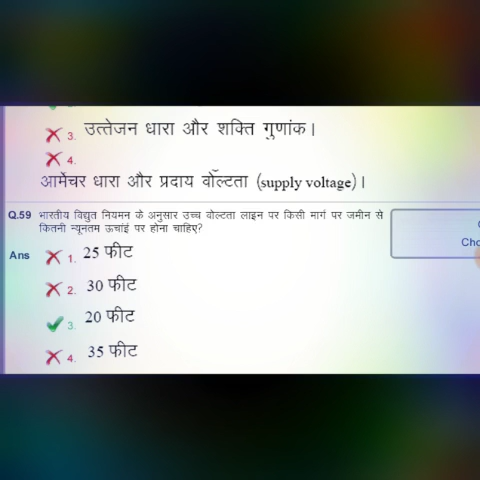 3. उत्तेजन धारा और शक्ति गुणांक।
4.
आर्मेचर धारा और प्रदाय वोल्टता (supply voltage)।
Q.59 भारतीय विद्युत नियमन के अनुसार उच्च वोल्टता लाइन पर किसी मार्ग पर जमीन से
कितनी न्यूनतम ऊचांई पर होना चाहिए?
Ans 1. 25 फीट
2. 30 फीट
3. 20 फीट
4. 35 फीट